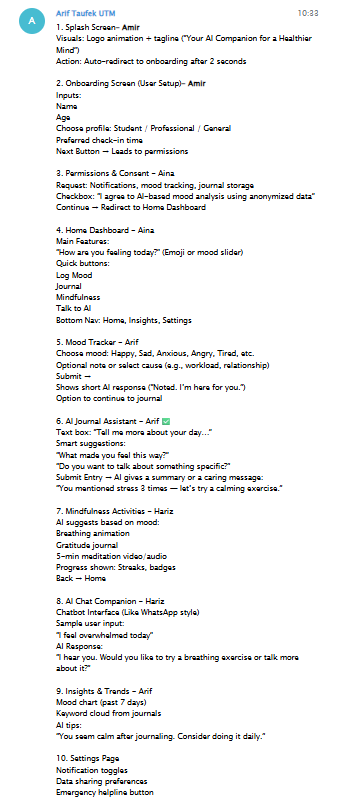 A
Arif Taufek UTM 10:33
1. Splash Screen– Amir
Visuals: Logo animation + tagline ("Your AI Companion for a Healthier
Mind")
Action: Auto-redirect to onboarding after 2 seconds
2. Onboarding Screen (User Setup)– Amir
Inputs:
Name
Age
Choose profile: Student / Professional / General
Preferred check-in time
Next Button → Leads to permissions
3. Permissions & Consent – Aina
Request: Notifications, mood tracking, journal storage
Checkbox: "I agree to AI-based mood analysis using anonymized data"
Continue → Redirect to Home Dashboard
4. Home Dashboard – Aina
Main Features:
"How are you feeling today?" (Emoji or mood slider)
Quick buttons:
Log Mood
Journal
Mindfulness
Talk to AI
Bottom Nav: Home, Insights, Settings
5. Mood Tracker – Arif
Choose mood: Happy, Sad, Anxious, Angry, Tired, etc.
Optional note or select cause (e.g., workload, relationship)
Submit →
Shows short AI response ("Noted. I'm here for you.")
Option to continue to journal
6. AI Journal Assistant – Arif ✅
Text box: "Tell me more about your day..."
Smart suggestions:
"What made you feel this way?"
"Do you want to talk about something specific?"
Submit Entry → AI gives a summary or a caring message:
"You mentioned stress 3 times — let's try a calming exercise."
7. Mindfulness Activities – Hariz
AI suggests based on mood:
Breathing animation
Gratitude journal
5-min meditation video/audio
Progress shown: Streaks, badges
Back → Home
8. AI Chat Companion – Hariz
Chatbot Interface (Like WhatsApp style)
Sample user input:
"I feel overwhelmed today"
AI Response:
"I hear you. Would you like to try a breathing exercise or talk more
about it?"
9. Insights & Trends – Arif
Mood chart (past 7 days)
Keyword cloud from journals
AI tips:
"You seem calm after journaling. Consider doing it daily."
10. Settings Page
Notification toggles
Data sharing preferences
Emergency helpline button